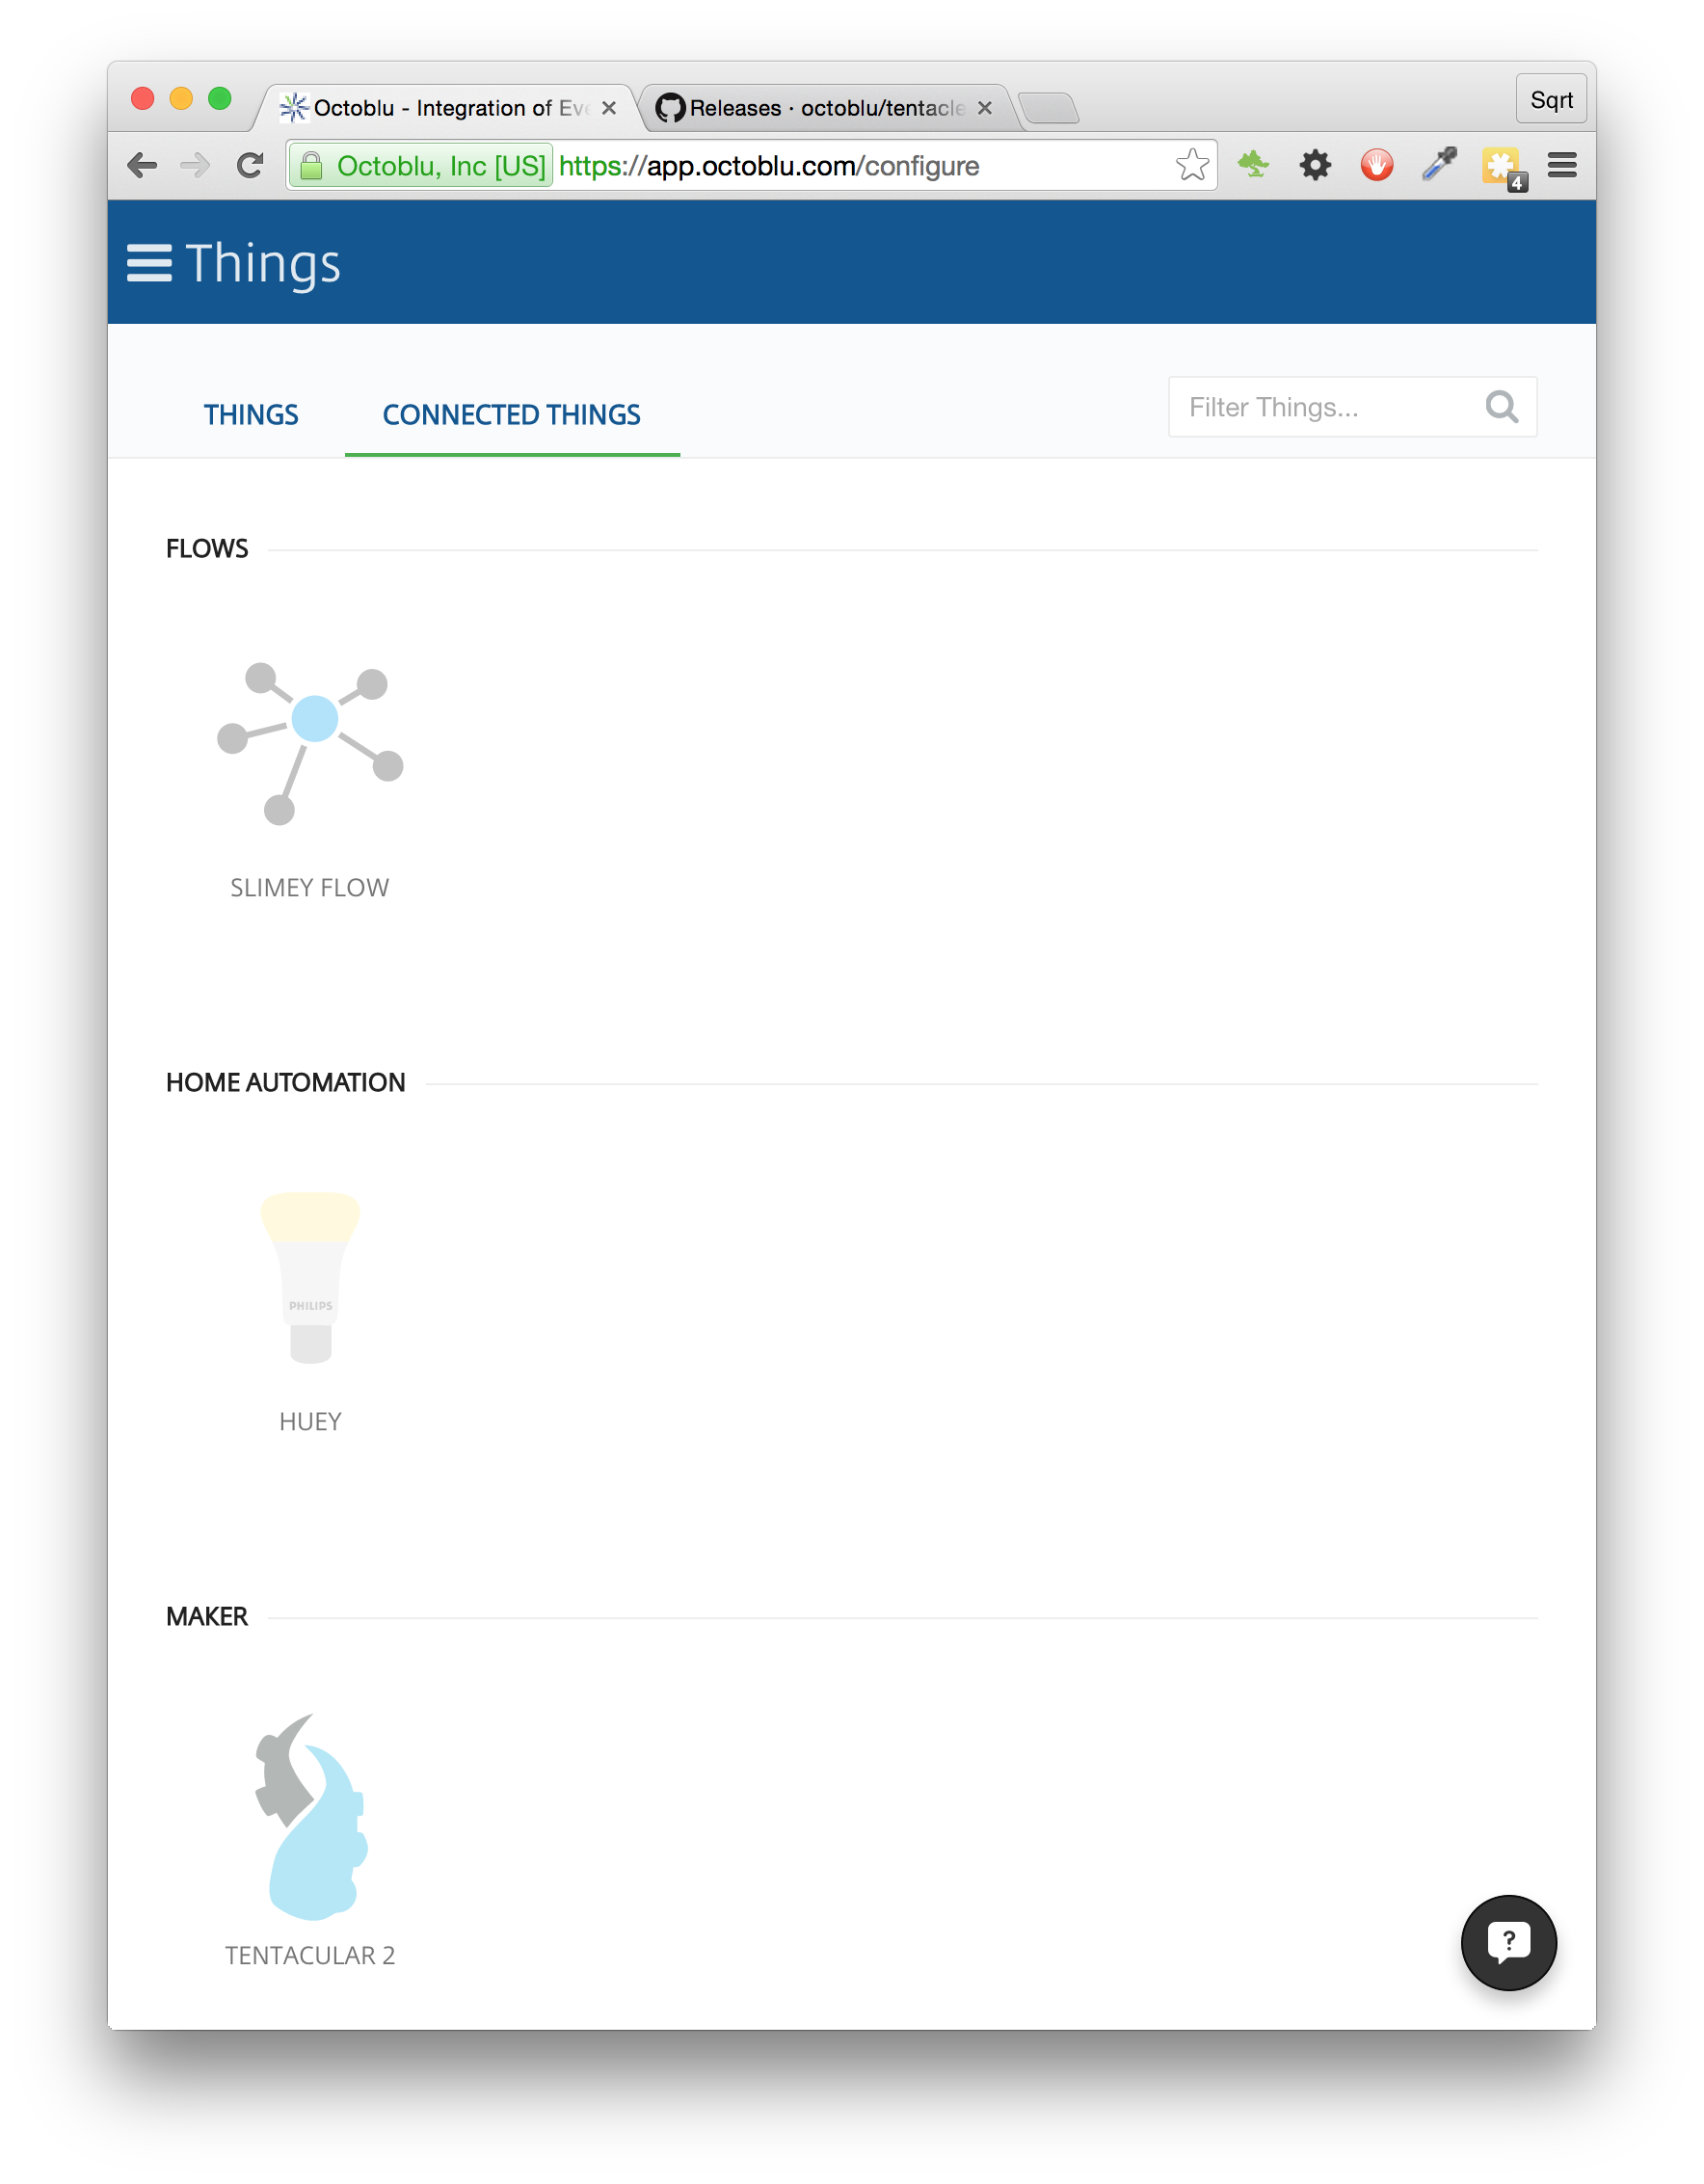 Octoblu - Integration of Eve
Releases · octoblu/tentacle
Sqrt
Octoblu, Inc [US] https://app.octoblu.com/configure
4
Things
THINGS
CONNECTED THINGS
Filter Things...
FLOWS
SLIMEY FLOW
HOME AUTOMATION
PHILIPS
HUEY
MAKER
TENTACULAR 2
?